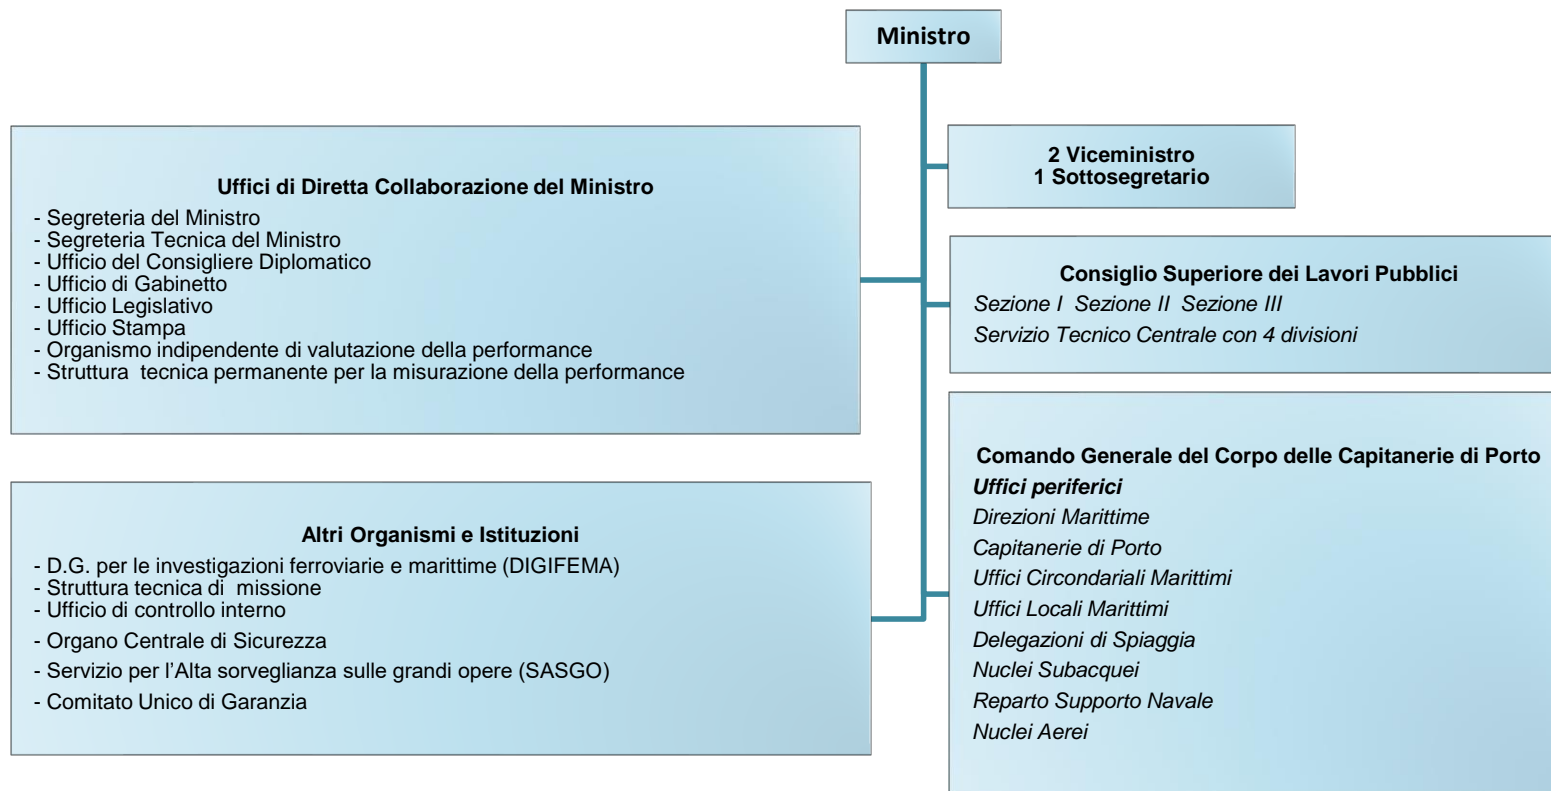 Ministro
2 Viceministro
1 Sottosegretario
Uffici di Diretta Collaborazione del Ministro
- Segreteria del Ministro
- Segreteria Tecnica del Ministro
- Ufficio del Consigliere Diplomatico
- Ufficio di Gabinetto
- Ufficio Legislativo
- Ufficio Stampa
- Organismo indipendente di valutazione della performance
- Struttura tecnica permanente per la misurazione della performance
Consiglio Superiore dei Lavori Pubblici
Sezione I Sezione II Sezione III
Servizio Tecnico Centrale con 4 divisioni
Altri Organismi e Istituzioni
- D.G. per le investigazioni ferroviarie e marittime (DIGIFEMA)
- Struttura tecnica di missione
- Ufficio di controllo interno
- Organo Centrale di Sicurezza
- Servizio per l'Alta sorveglianza sulle grandi opere (SASGO)
- Comitato Unico di Garanzia
Comando Generale del Corpo delle Capitanerie di Porto
Uffici periferici
Direzioni Marittime
Capitanerie di Porto
Uffici Circondariali Marittimi
Uffici Locali Marittimi
Delegazioni di Spiaggia
Nuclei Subacquei
Reparto Supporto Navale
Nuclei Aerei